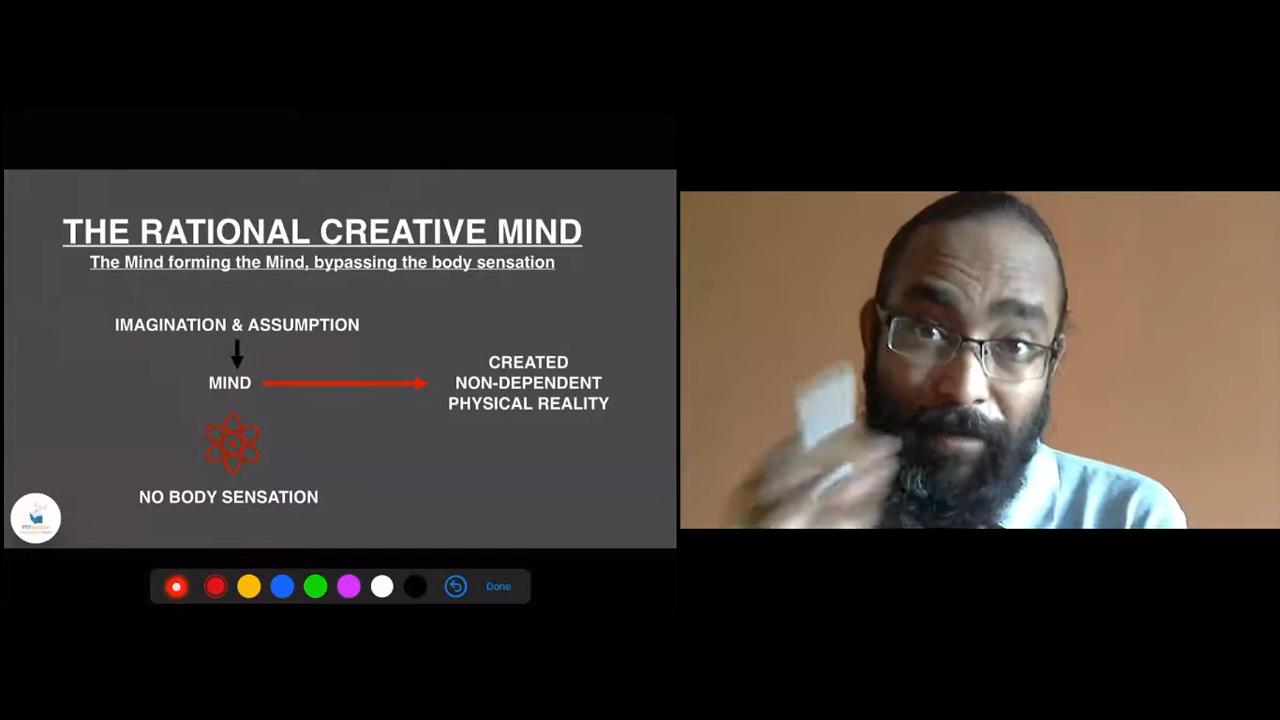 THE RATIONAL CREATIVE MIND
The Mind forming the Mind, bypassing the body sensation
IMAGINATION & ASSUMPTION
MIND
CREATED
NON-DEPENDENT
PHYSICAL REALITY
NO BODY SENSATION
Done